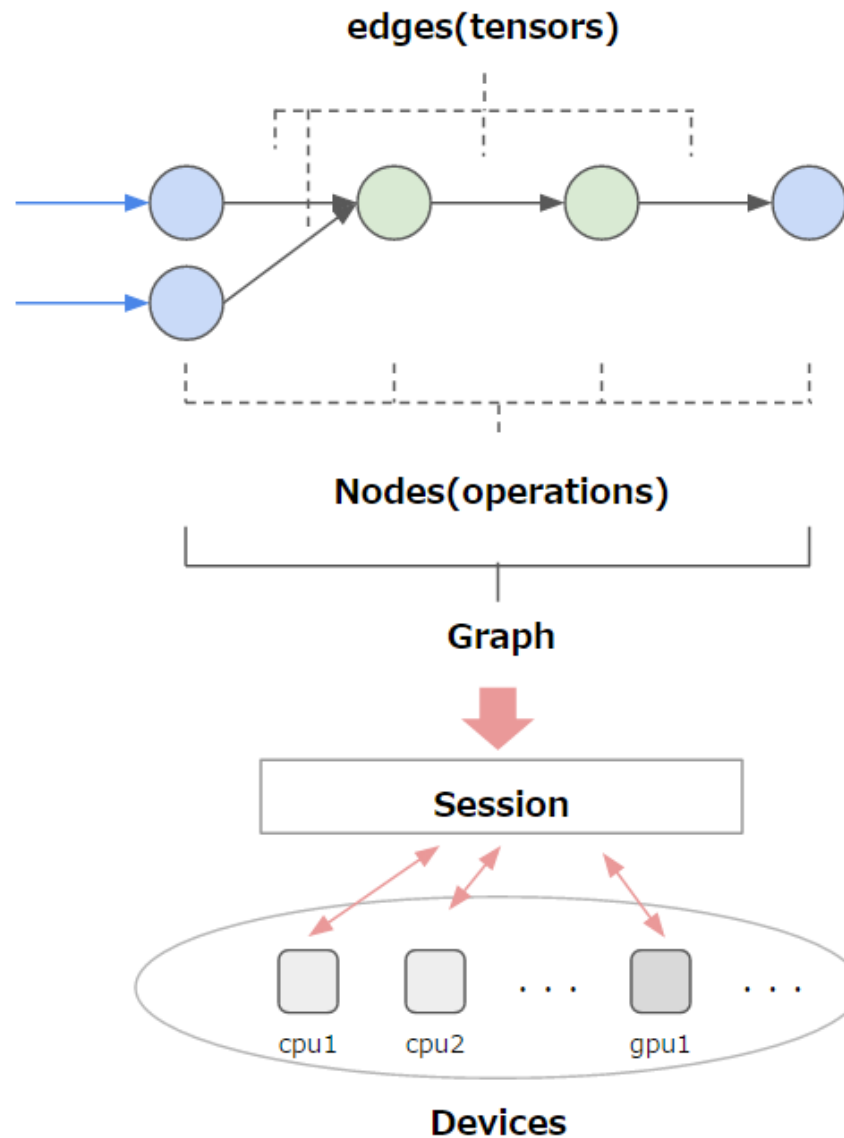 edges(tensors)
Nodes(operations)
Graph
Session
. . .
. . .
cpu1
cpu2
gpu1
Devices